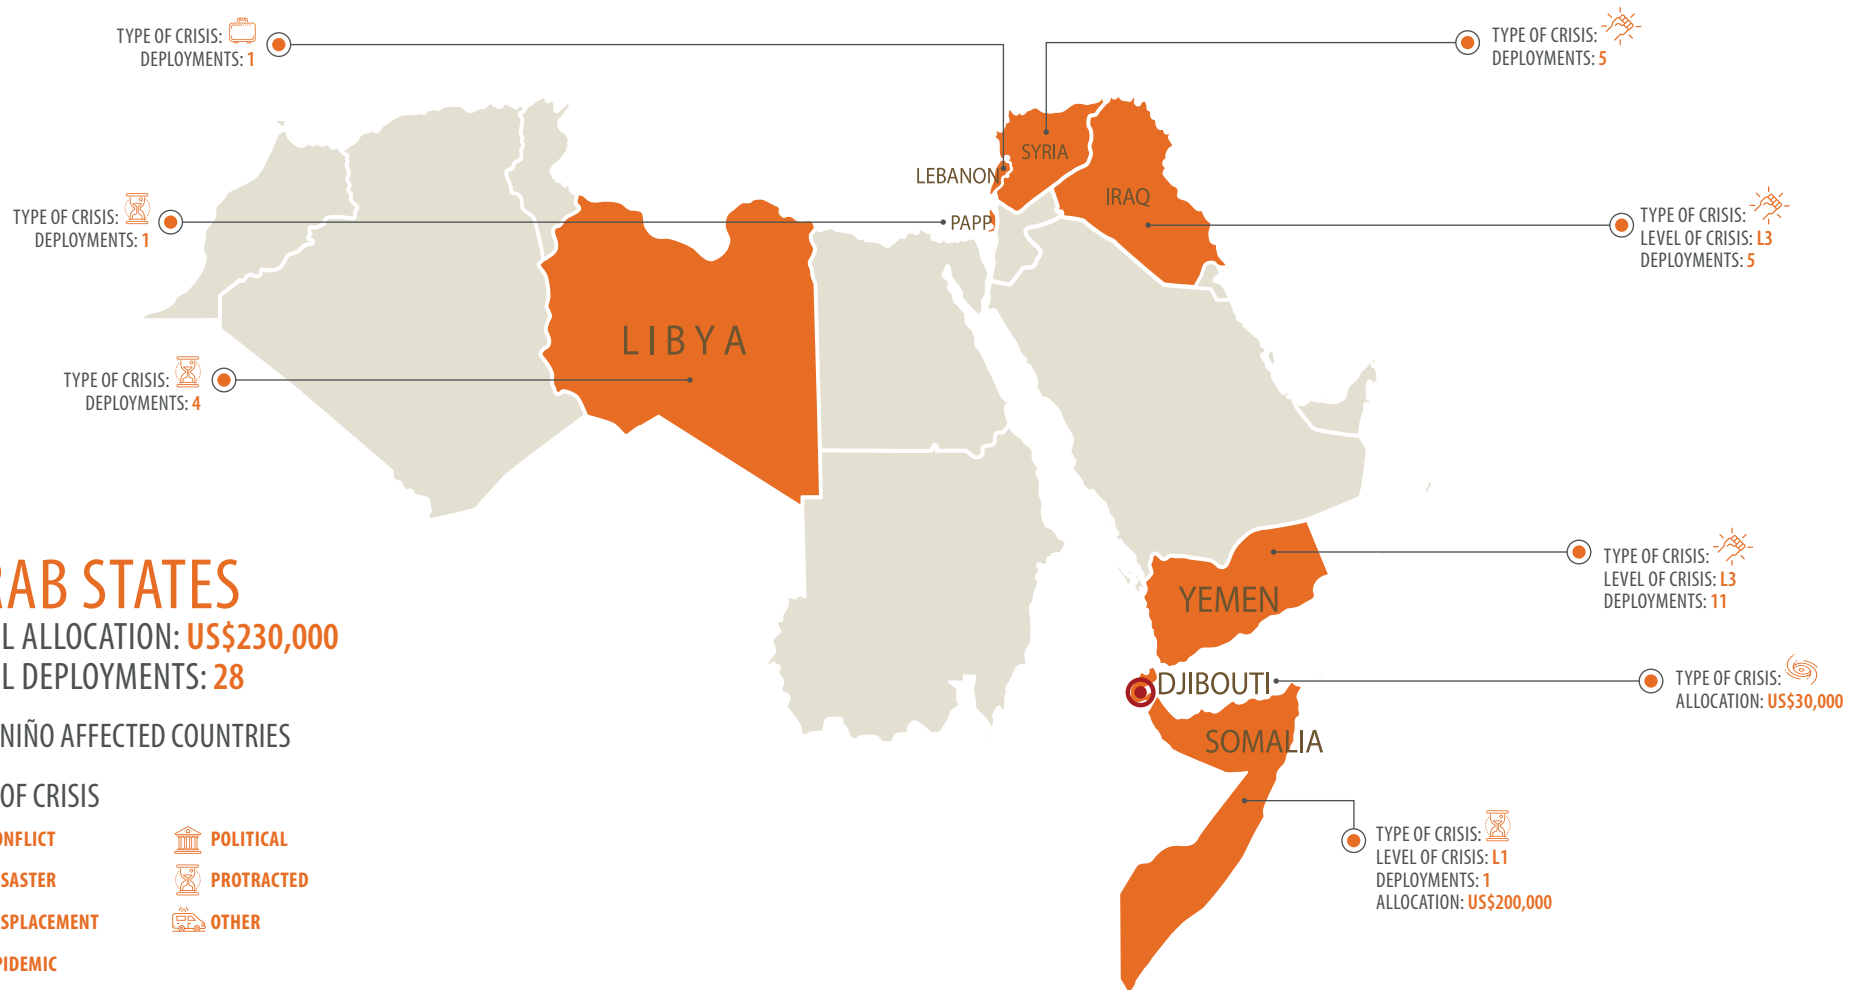 TYPE OF CRISIS:
DEPLOYMENTS: 1
TYPE OF CRISIS:
DEPLOYMENTS: 5
LEBANON
SYRIA
IRAQ
PAPP
TYPE OF CRISIS:
DEPLOYMENTS: 1
TYPE OF CRISIS:
LEVEL OF CRISIS: L3
DEPLOYMENTS: 5
LIBYA
TYPE OF CRISIS:
DEPLOYMENTS: 4
TYPE OF CRISIS:
LEVEL OF CRISIS: L3
DEPLOYMENTS: 11
YEMEN
DJIBOUTI
TYPE OF CRISIS:
ALLOCATION: US$30,000
SOMALIA
TYPE OF CRISIS:
LEVEL OF CRISIS: L1
DEPLOYMENTS: 1
ALLOCATION: US$200,000
RAB STATES
L ALLOCATION: US$230,000
L DEPLOYMENTS: 28
NIÑO AFFECTED COUNTRIES
OF CRISIS
ONFLICT
SASTER
SPLACEMENT
PIDEMIC
POLITICAL
PROTRACTED
OTHER